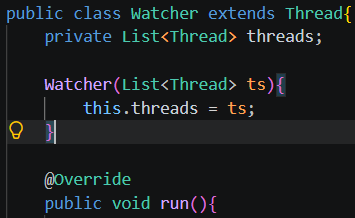 public class Watcher extends Thread{
    private List<Thread> threads;
    Watcher(List<Thread> ts){
        this.threads = ts;
    }
    @Override
    public void run(){